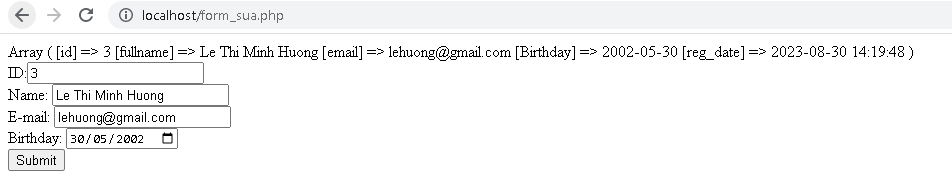 localhost/form_sua.php
Array ( [id] => 3 [fullname] => Le Thi Minh Huong [email] => lehuong@gmail.com [Birthday] => 2002-05-30 [reg_date] => 2023-08-30 14:19:48 )
ID: 3
Name: Le Thi Minh Huong
E-mail: lehuong@gmail.com
Birthday: 30/05/2002
Submit